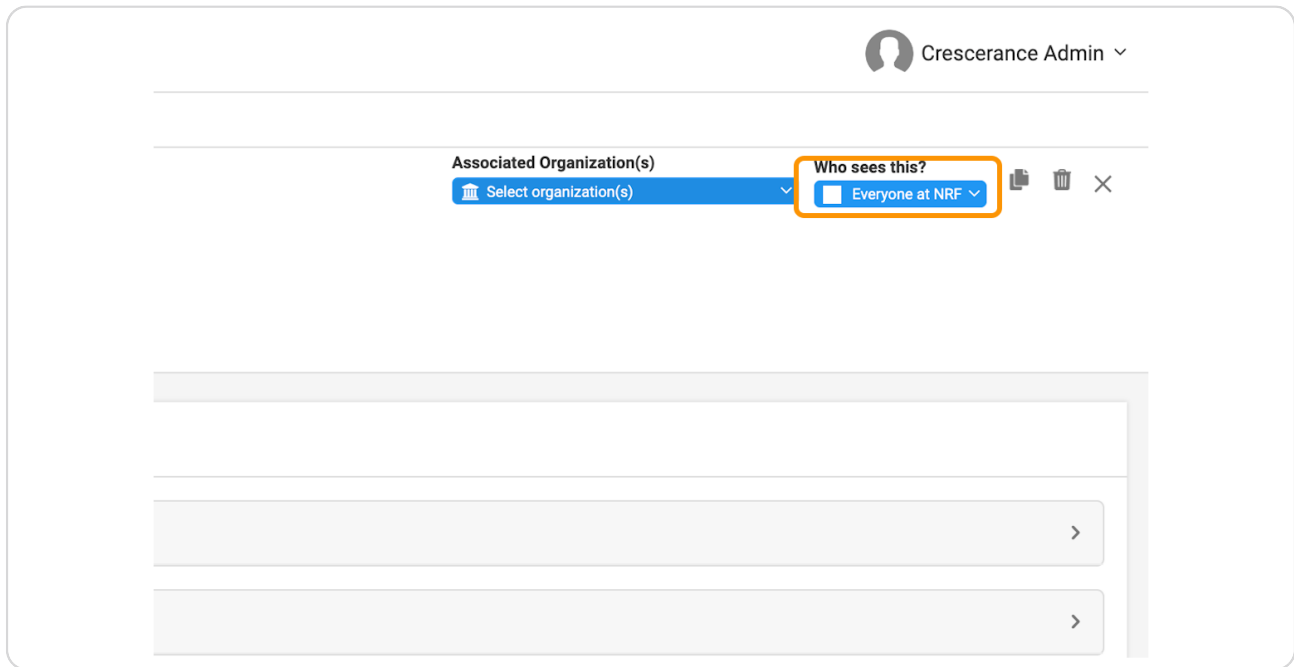 Crescerance Admin
Associated Organization(s)
Who sees this?
Select organization(s)
Everyone at NRF